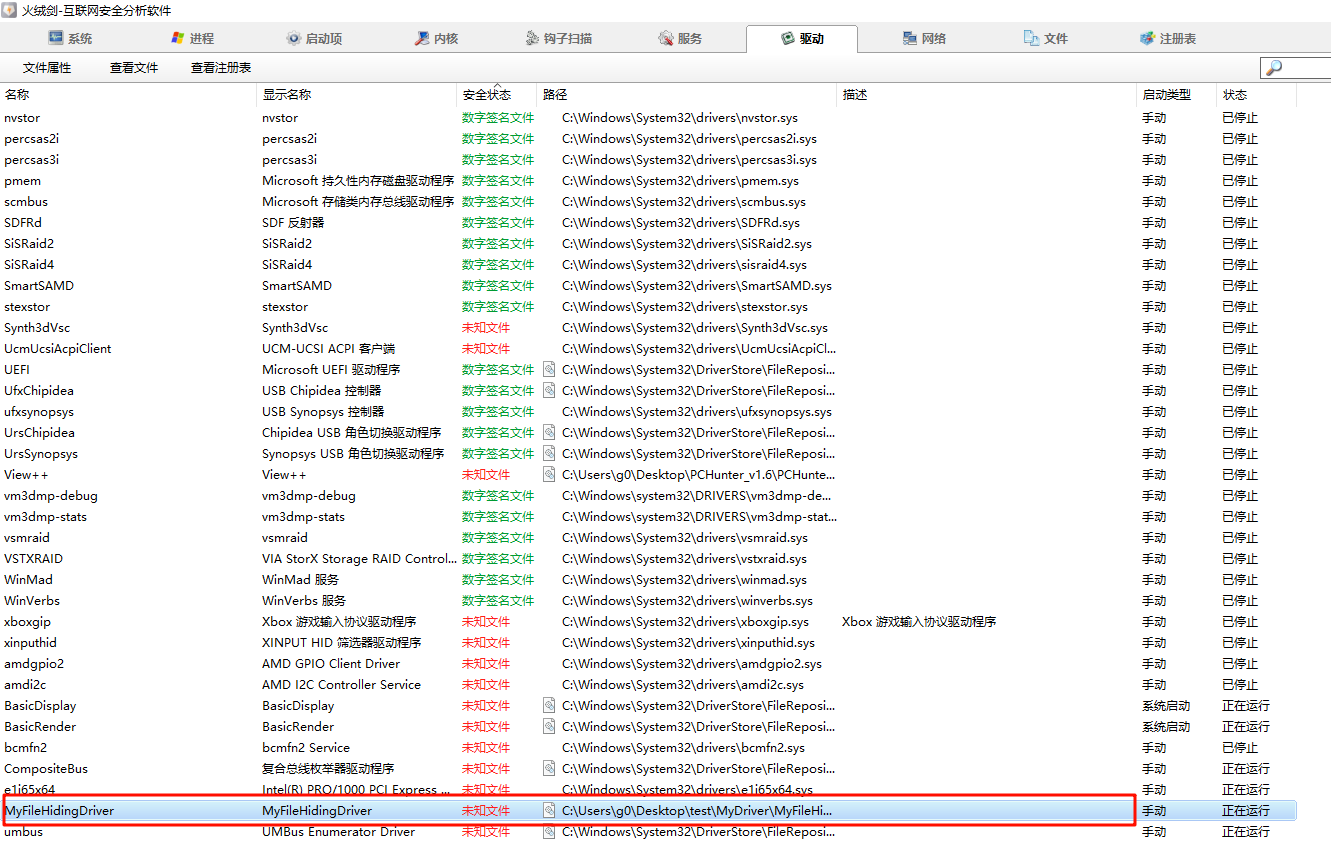 火绒剑-互联网安全分析软件
系统 进程 启动项 内核 钩子扫描 服务 驱动 网络 文件 注册表
文件属性 查看文件 查看注册表
名称 显示名称 安全状态 路径 描述 启动类型 状态
nvstor nvstor 数字签名文件 C:\Windows\System32\drivers\nvstor.sys 手动 已停止
percsas2i percsas2i 数字签名文件 C:\Windows\System32\drivers\percsas2i.sys 手动 已停止
percsas3i percsas3i 数字签名文件 C:\Windows\System32\drivers\percsas3i.sys 手动 已停止
pmem Microsoft 持久性内存磁盘驱动程序 数字签名文件 C:\Windows\System32\drivers\pmem.sys 手动 已停止
scmbus Microsoft 存储类内存总线驱动程序 数字签名文件 C:\Windows\System32\drivers\scmbus.sys 手动 已停止
SDFRd SDF 反射器 数字签名文件 C:\Windows\System32\drivers\SDFRd.sys 手动 已停止
SiSRaid2 SiSRaid2 数字签名文件 C:\Windows\System32\drivers\SiSRaid2.sys 手动 已停止
SiSRaid4 SiSRaid4 数字签名文件 C:\Windows\System32\drivers\sisraid4.sys 手动 已停止
SmartSAMD SmartSAMD 数字签名文件 C:\Windows\System32\drivers\SmartSAMD.sys 手动 已停止
stexstor stexstor 数字签名文件 C:\Windows\System32\drivers\stexstor.sys 手动 已停止
Synth3dVsc Synth3dVsc 未知文件 C:\Windows\System32\drivers\Synth3dVsc.sys 手动 已停止
UcmUcsiAcpiClient UCM-UCSI ACPI 客户端 未知文件 C:\Windows\System32\drivers\UcmUcsiAcpiCl... 手动 已停止
UEFI Microsoft UEFI 驱动程序 数字签名文件 C:\Windows\System32\DriverStore\FileReposi... 手动 已停止
UfxChipidea USB Chipidea 控制器 数字签名文件 C:\Windows\System32\DriverStore\FileReposi... 手动 已停止
ufxsynopsys USB Synopsys 控制器 数字签名文件 C:\Windows\System32\drivers\ufxsynopsys.sys 手动 已停止
UrsChipidea Chipidea USB 角色切换驱动程序 数字签名文件 C:\Windows\System32\DriverStore\FileReposi... 手动 已停止
UrsSynopsys Synopsys USB 角色切换驱动程序 数字签名文件 C:\Windows\System32\DriverStore\FileReposi... 手动 已停止
View++ View++ 未知文件 C:\Users\g0\Desktop\PCHunter_v1.6\PCHunte... 手动 已停止
vm3dmp-debug vm3dmp-debug 数字签名文件 C:\Windows\system32\DRIVERS\vm3dmp-de... 手动 已停止
vm3dmp-stats vm3dmp-stats 数字签名文件 C:\Windows\system32\DRIVERS\vm3dmp-stat... 手动 已停止
vsmraid vsmraid 数字签名文件 C:\Windows\System32\drivers\vsmraid.sys 手动 已停止
VSTXRAID VIA StorX Storage RAID Control... 数字签名文件 C:\Windows\System32\drivers\vstxraid.sys 手动 已停止
WinMad WinMad 服务 数字签名文件 C:\Windows\System32\drivers\winmad.sys 手动 已停止
WinVerbs WinVerbs 服务 数字签名文件 C:\Windows\System32\drivers\winverbs.sys 手动 已停止
xboxgip Xbox 游戏输入协议驱动程序 未知文件 C:\Windows\System32\drivers\xboxgip.sys Xbox 游戏输入协议驱动程序 手动 已停止
xinputhid XINPUT HID 筛选器驱动程序 未知文件 C:\Windows\System32\drivers\xinputhid.sys 手动 已停止
amdgpio2 AMD GPIO Client Driver 未知文件 C:\Windows\System32\drivers\amdgpio2.sys 手动 已停止
amdi2c AMD I2C Controller Service 未知文件 C:\Windows\System32\drivers\amdi2c.sys 手动 已停止
BasicDisplay BasicDisplay 未知文件 C:\Windows\System32\DriverStore\FileReposi... 系统启动 正在运行
BasicRender BasicRender 未知文件 C:\Windows\System32\DriverStore\FileReposi... 系统启动 正在运行
bcmfn2 bcmfn2 Service 未知文件 C:\Windows\System32\drivers\bcmfn2.sys 手动 已停止
CompositeBus 复合总线枚举器驱动程序 未知文件 C:\Windows\System32\DriverStore\FileReposi... 手动 正在运行
e1i65x64 Intel(R) PRO/1000 PCI Express ... 未知文件 C:\Windows\System32\drivers\e1i65x64.sys 手动 正在运行
MyFileHidingDriver MyFileHidingDriver 未知文件 C:\Users\g0\Desktop\test\MyDriver\MyFileHi... 手动 正在运行
umbus UMBus Enumerator Driver 未知文件 C:\Windows\System32\DriverStore\FileReposi... 手动 正在运行